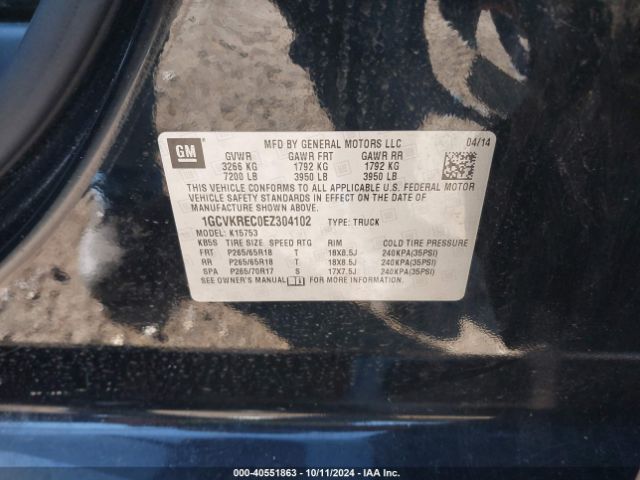 GM
MFD BY GENERAL MOTORS LLC 04/14
GVWR GAWR FRT GAWR RR
3266 KG 1792 KG 1792 KG
7200 LB 3950 LB 3950 LB
THIS VEHICLE CONFORMS TO ALL APPLICABLE U.S. FEDERAL MOTOR
VEHICLE SAFETY STANDARDS IN EFFECT ON THE DATE OF
MANUFACTURE SHOWN ABOVE.
1GCVKREC0EZ304102 TYPE: TRUCK
MODEL: K15753
KB5S TIRE SIZE SPEED RTG RIM COLD TIRE PRESSURE
FRT P265/65R18 T 18X8.5J 240KPA(35PSI)
RR P265/65R18 T 18X8.5J 240KPA(35PSI)
SPA P265/70R17 S 17X7.5J 240KPA(35PSI)
SEE OWNER'S MANUAL FOR MORE INFORMATION.
000-40551863 - 10/11/2024 - IAA Inc.